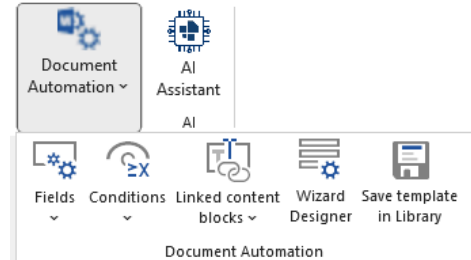 Document
Automation
AI
Assistant
AI
Fields
Conditions
Linked content
blocks
Wizard
Designer
Save template
in Library
Document Automation